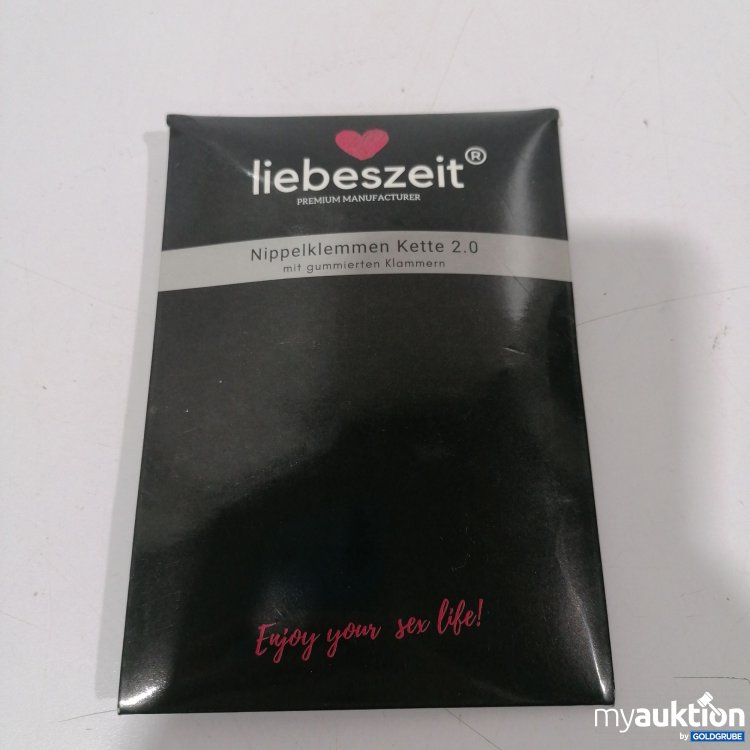 liebeszeit®
PREMIUM MANUFACTURER
Nippelklemmen Kette 2.0
mit gummierten Klammern
Enjoy your sex life!
myauktion
by GOLDGRUBE